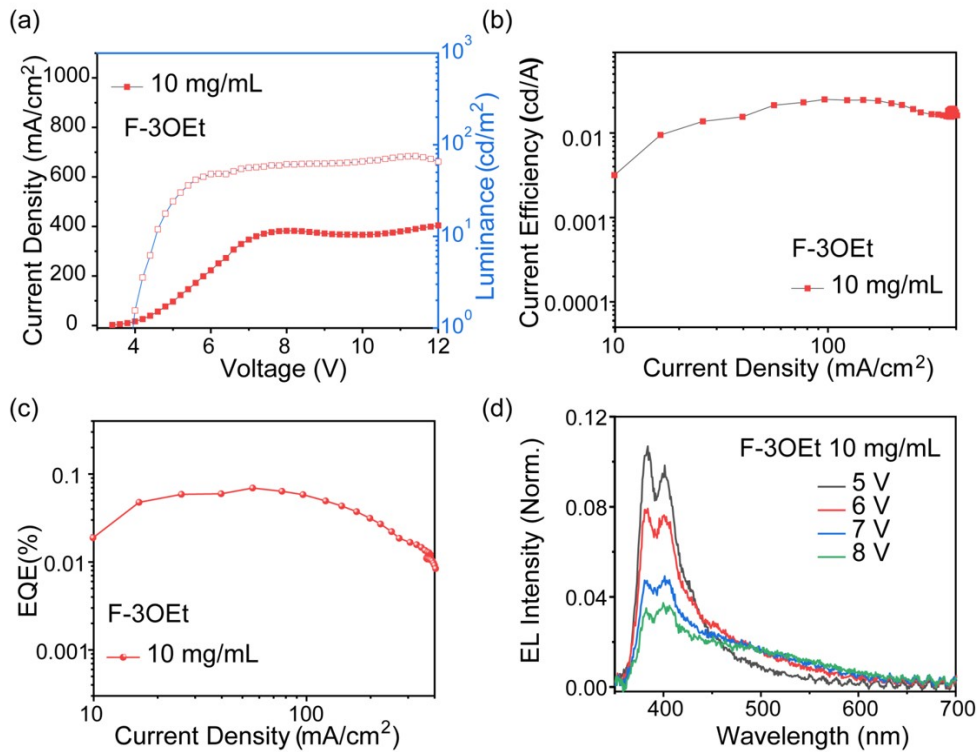 (a)
Current Density (mA/cm²)
1000
800
600
400
200
0
10 mg/mL
F-3OEt
10³
10²
10¹
10⁰
Luminance (cd/m²)
4
6
8
10
12
Voltage (V)
(b)
Current Efficiency (cd/A)
0.01
0.001
0.0001
F-3OEt
10 mg/mL
10
100
Current Density (mA/cm²)
(c)
EQE(%)
0.1
0.01
0.001
F-3OEt
10 mg/mL
10
100
Current Density (mA/cm²)
(d)
EL Intensity (Norm.)
0.12
0.08
0.04
0.00
F-3OEt 10 mg/mL
5 V
6 V
7 V
8 V
400
500
600
700
Wavelength (nm)